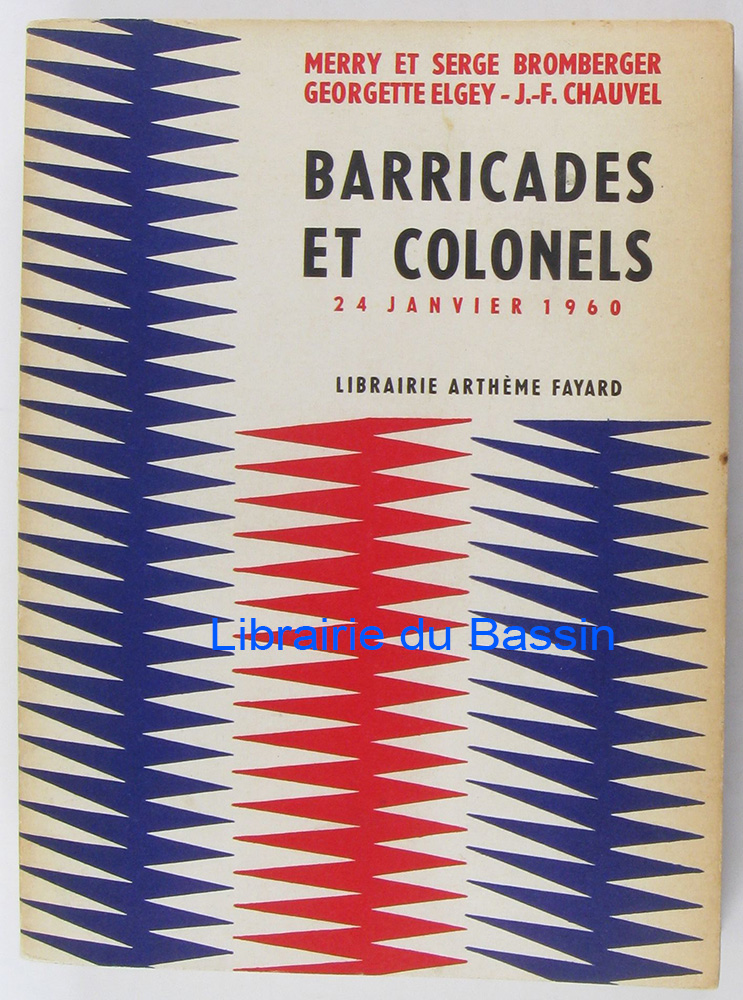 MERRY ET SERGE BROMBERGER
GEORGETTE ELGEY - J.-F. CHAUVEL
BARRICADES
ET COLONELS
24 JANVIER 1960
LIBRAIRIE ARTHÈME FAYARD
Librairie du Bassin